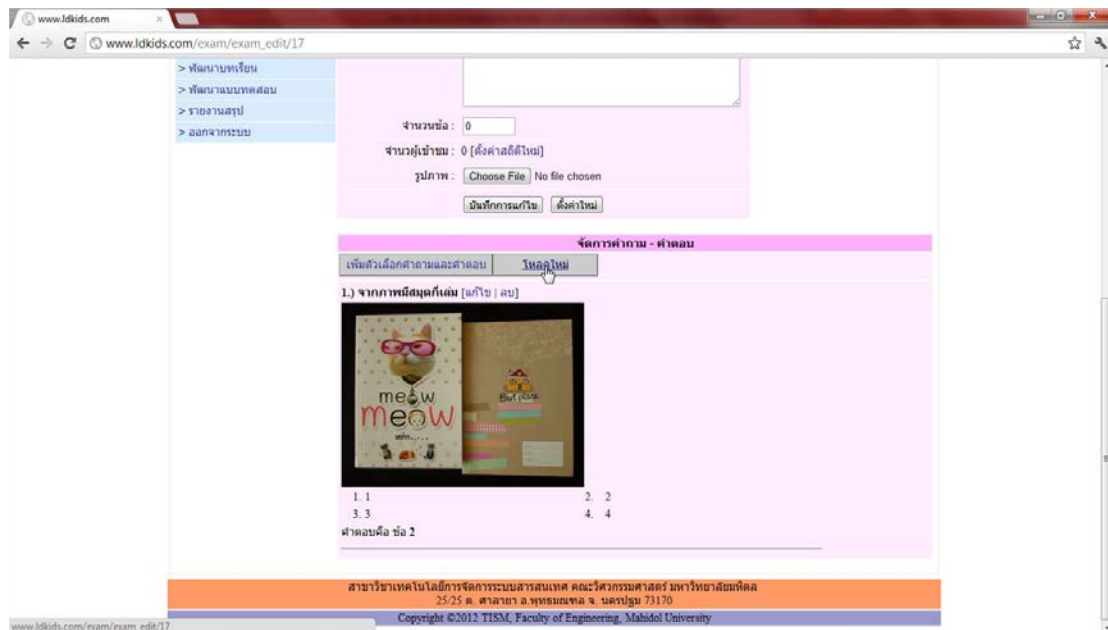 www.ldkids.com
www.ldkids.com/exam/exam_edit/17
> พัฒนาบทเรียน
> พัฒนาแบบทดสอบ
> รายงานสรุป
> ออกจากระบบ
จำนวนข้อ : 0
จำนวผู้เข้าชม : 0 [ตั้งค่าสถิติใหม่]
รูปภาพ : Choose File No file chosen
บันทึกการแก้ไข ตั้งค่าใหม่
จัดการคำถาม - คำตอบ
เพิ่มตัวเลือกคำถามและคำตอบ โหลดใหม่
1.) จากภาพมีสมุดกี่เล่ม [แก้ไข | ลบ]
meow
meow
But place
1. 1 2. 2
3. 3 4. 4
คำตอบคือ ข้อ 2
สาขาวิชาเทคโนโลยีการจัดการระบบสารสนเทศ คณะวิศวกรรมศาสตร์ มหาวิทยาลัยมหิดล
25/25 ต. ศาลายา อ.พุทธมณฑล จ. นครปฐม 73170
Copyright ©2012 TISM, Faculty of Engineering, Mahidol University
www.ldkids.com/exam/exam_edit/17